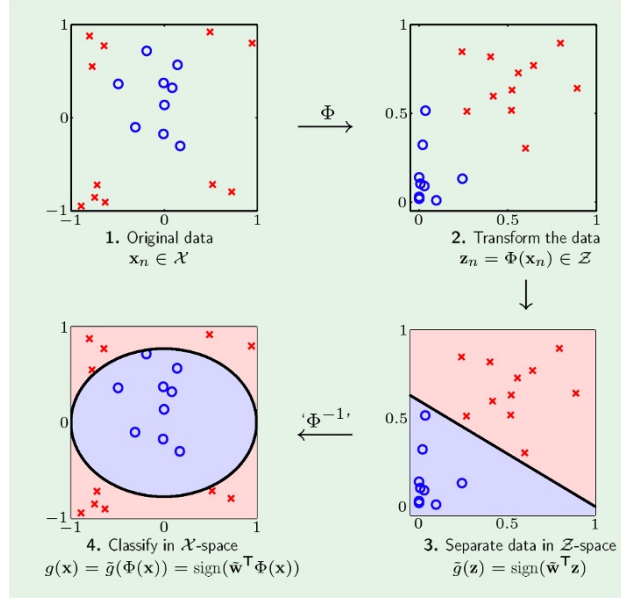 1
0
−1
−1
0
1
1. Original data
xₙ ∈ 𝒳
Φ
1
0.5
0
0
0.5
1
2. Transform the data
zₙ = Φ(xₙ) ∈ 𝒵
↓
1
0
−1
−1
0
1
4. Classify in 𝒳-space
g(x) = g̃(Φ(x)) = sign(w̃ᵀΦ(x))
‘Φ⁻¹’
1
0.5
0
0
0.5
1
3. Separate data in 𝒵-space
g̃(z) = sign(w̃ᵀz)